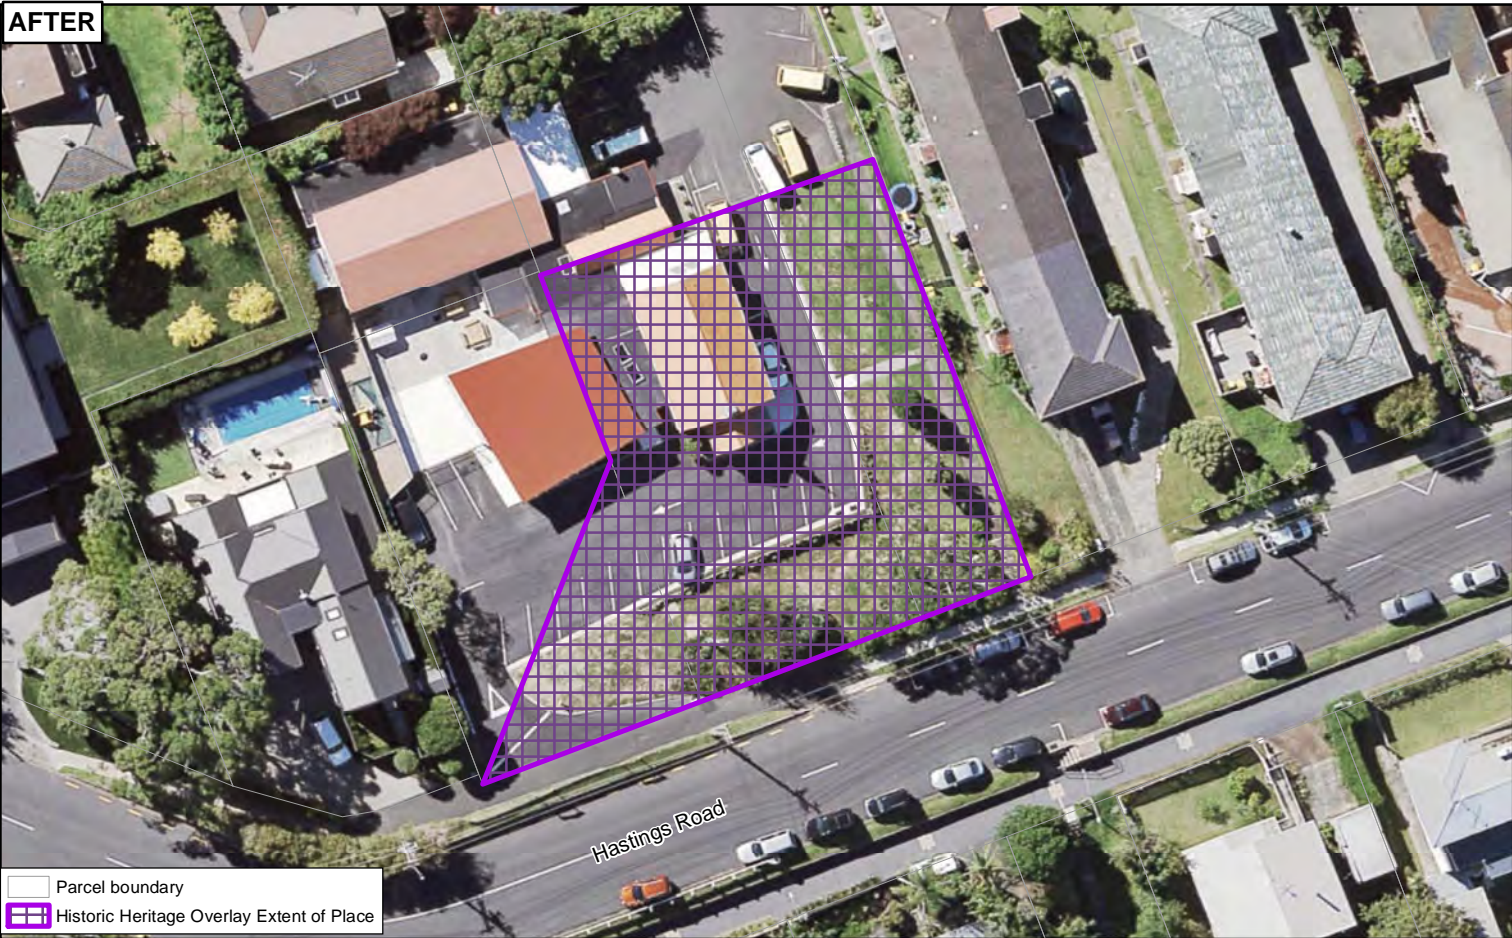 AFTER
Hastings Road
Parcel boundary
Historic Heritage Overlay Extent of Place